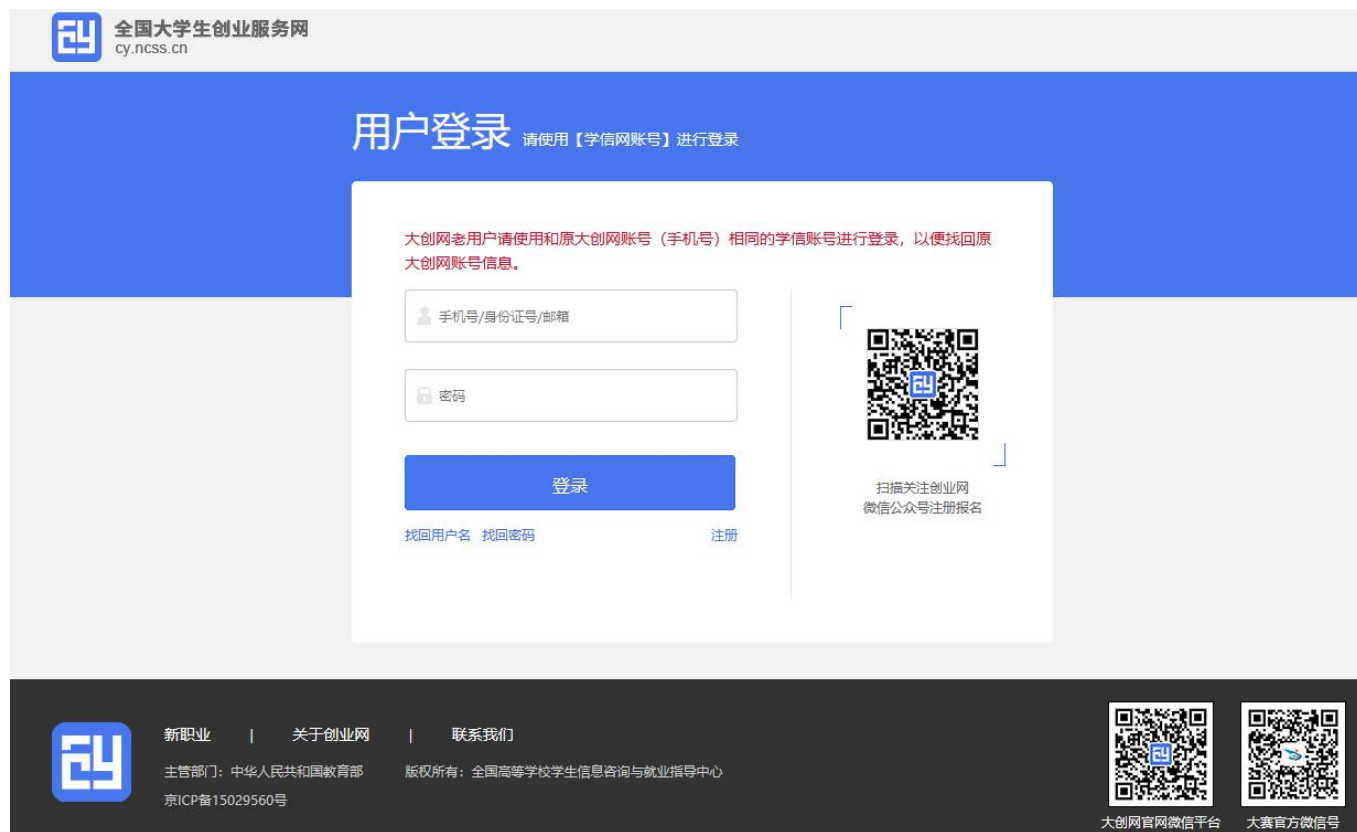 全国大学生创业服务网
cy.ncss.cn
用户登录 请使用【学信网账号】进行登录
大创网老用户请使用和原大创网账号（手机号）相同的学信账号进行登录，以便找回原
大创网账号信息。
手机号/身份证号/邮箱
密码
登录
找回用户名 找回密码 注册
扫描关注创业网
微信公众号注册报名
新职业 | 关于创业网 | 联系我们
主管部门：中华人民共和国教育部 版权所有：全国高等学校学生信息咨询与就业指导中心
京ICP备15029560号
大创网官网微信平台 大赛官方微信号